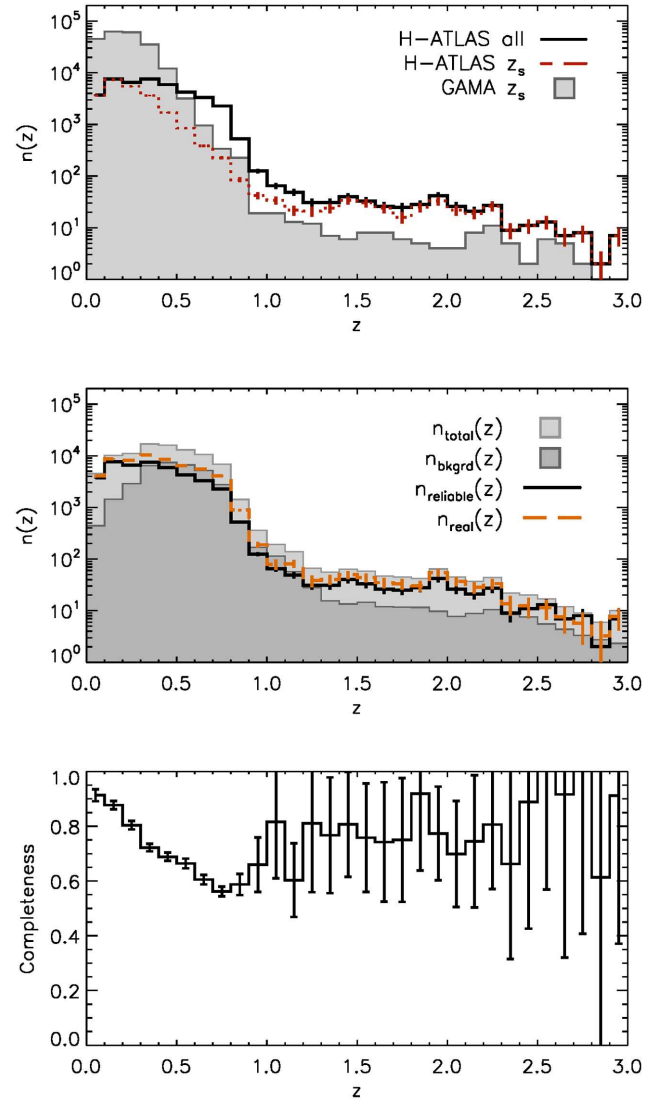 H−ATLAS all
H−ATLAS zs
GAMA zs
n(z)
10^5
10^4
10^3
10^2
10^1
10^0
0.0 0.5 1.0 1.5 2.0 2.5 3.0
z
n_total(z)
n_bkgrd(z)
n_reliable(z)
n_real(z)
n(z)
10^5
10^4
10^3
10^2
10^1
10^0
0.0 0.5 1.0 1.5 2.0 2.5 3.0
z
Completeness
1.0
0.8
0.6
0.4
0.2
0.0
0.0 0.5 1.0 1.5 2.0 2.5 3.0
z